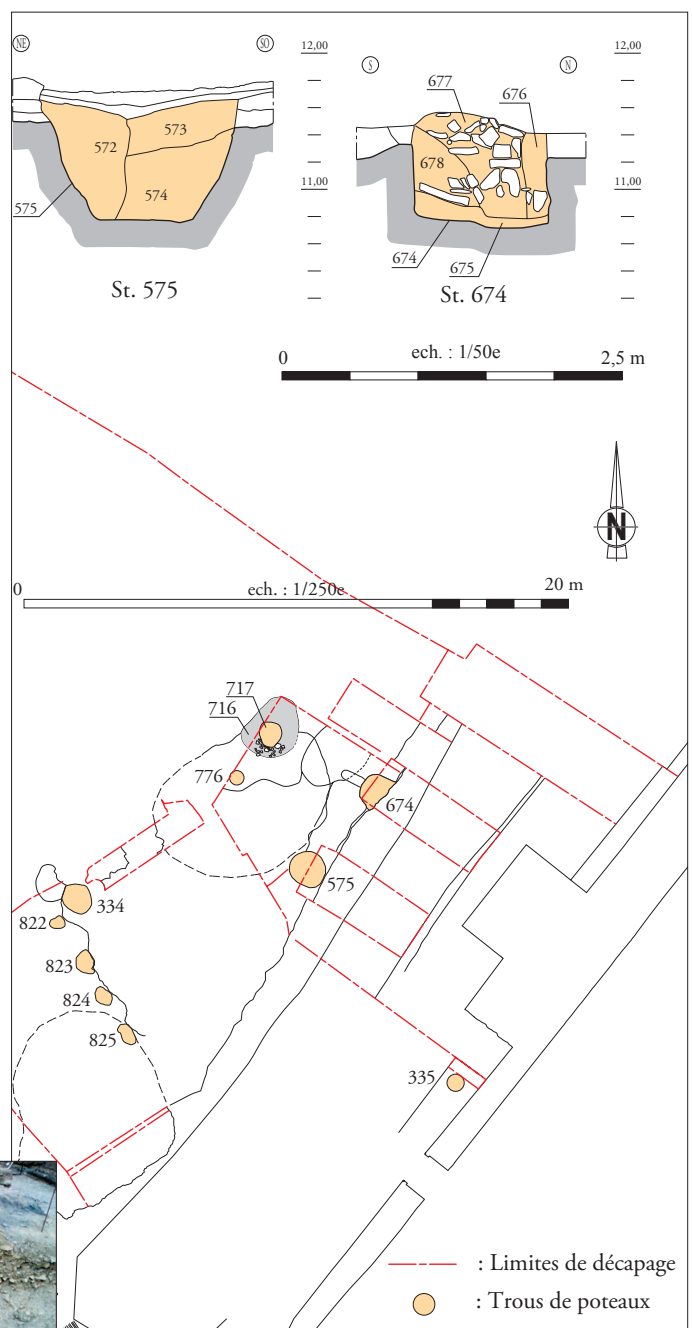 NE SO 12,00 12,00
S N
677 676
573
572
678
574
11,00 11,00
575
674 675
St. 575 St. 674
0 ech. : 1/50e 2,5 m
N
0 ech. : 1/250e 20 m
717
716
776
674
575
334
822
823
824
825
335
: Limites de décapage
: Trous de poteaux